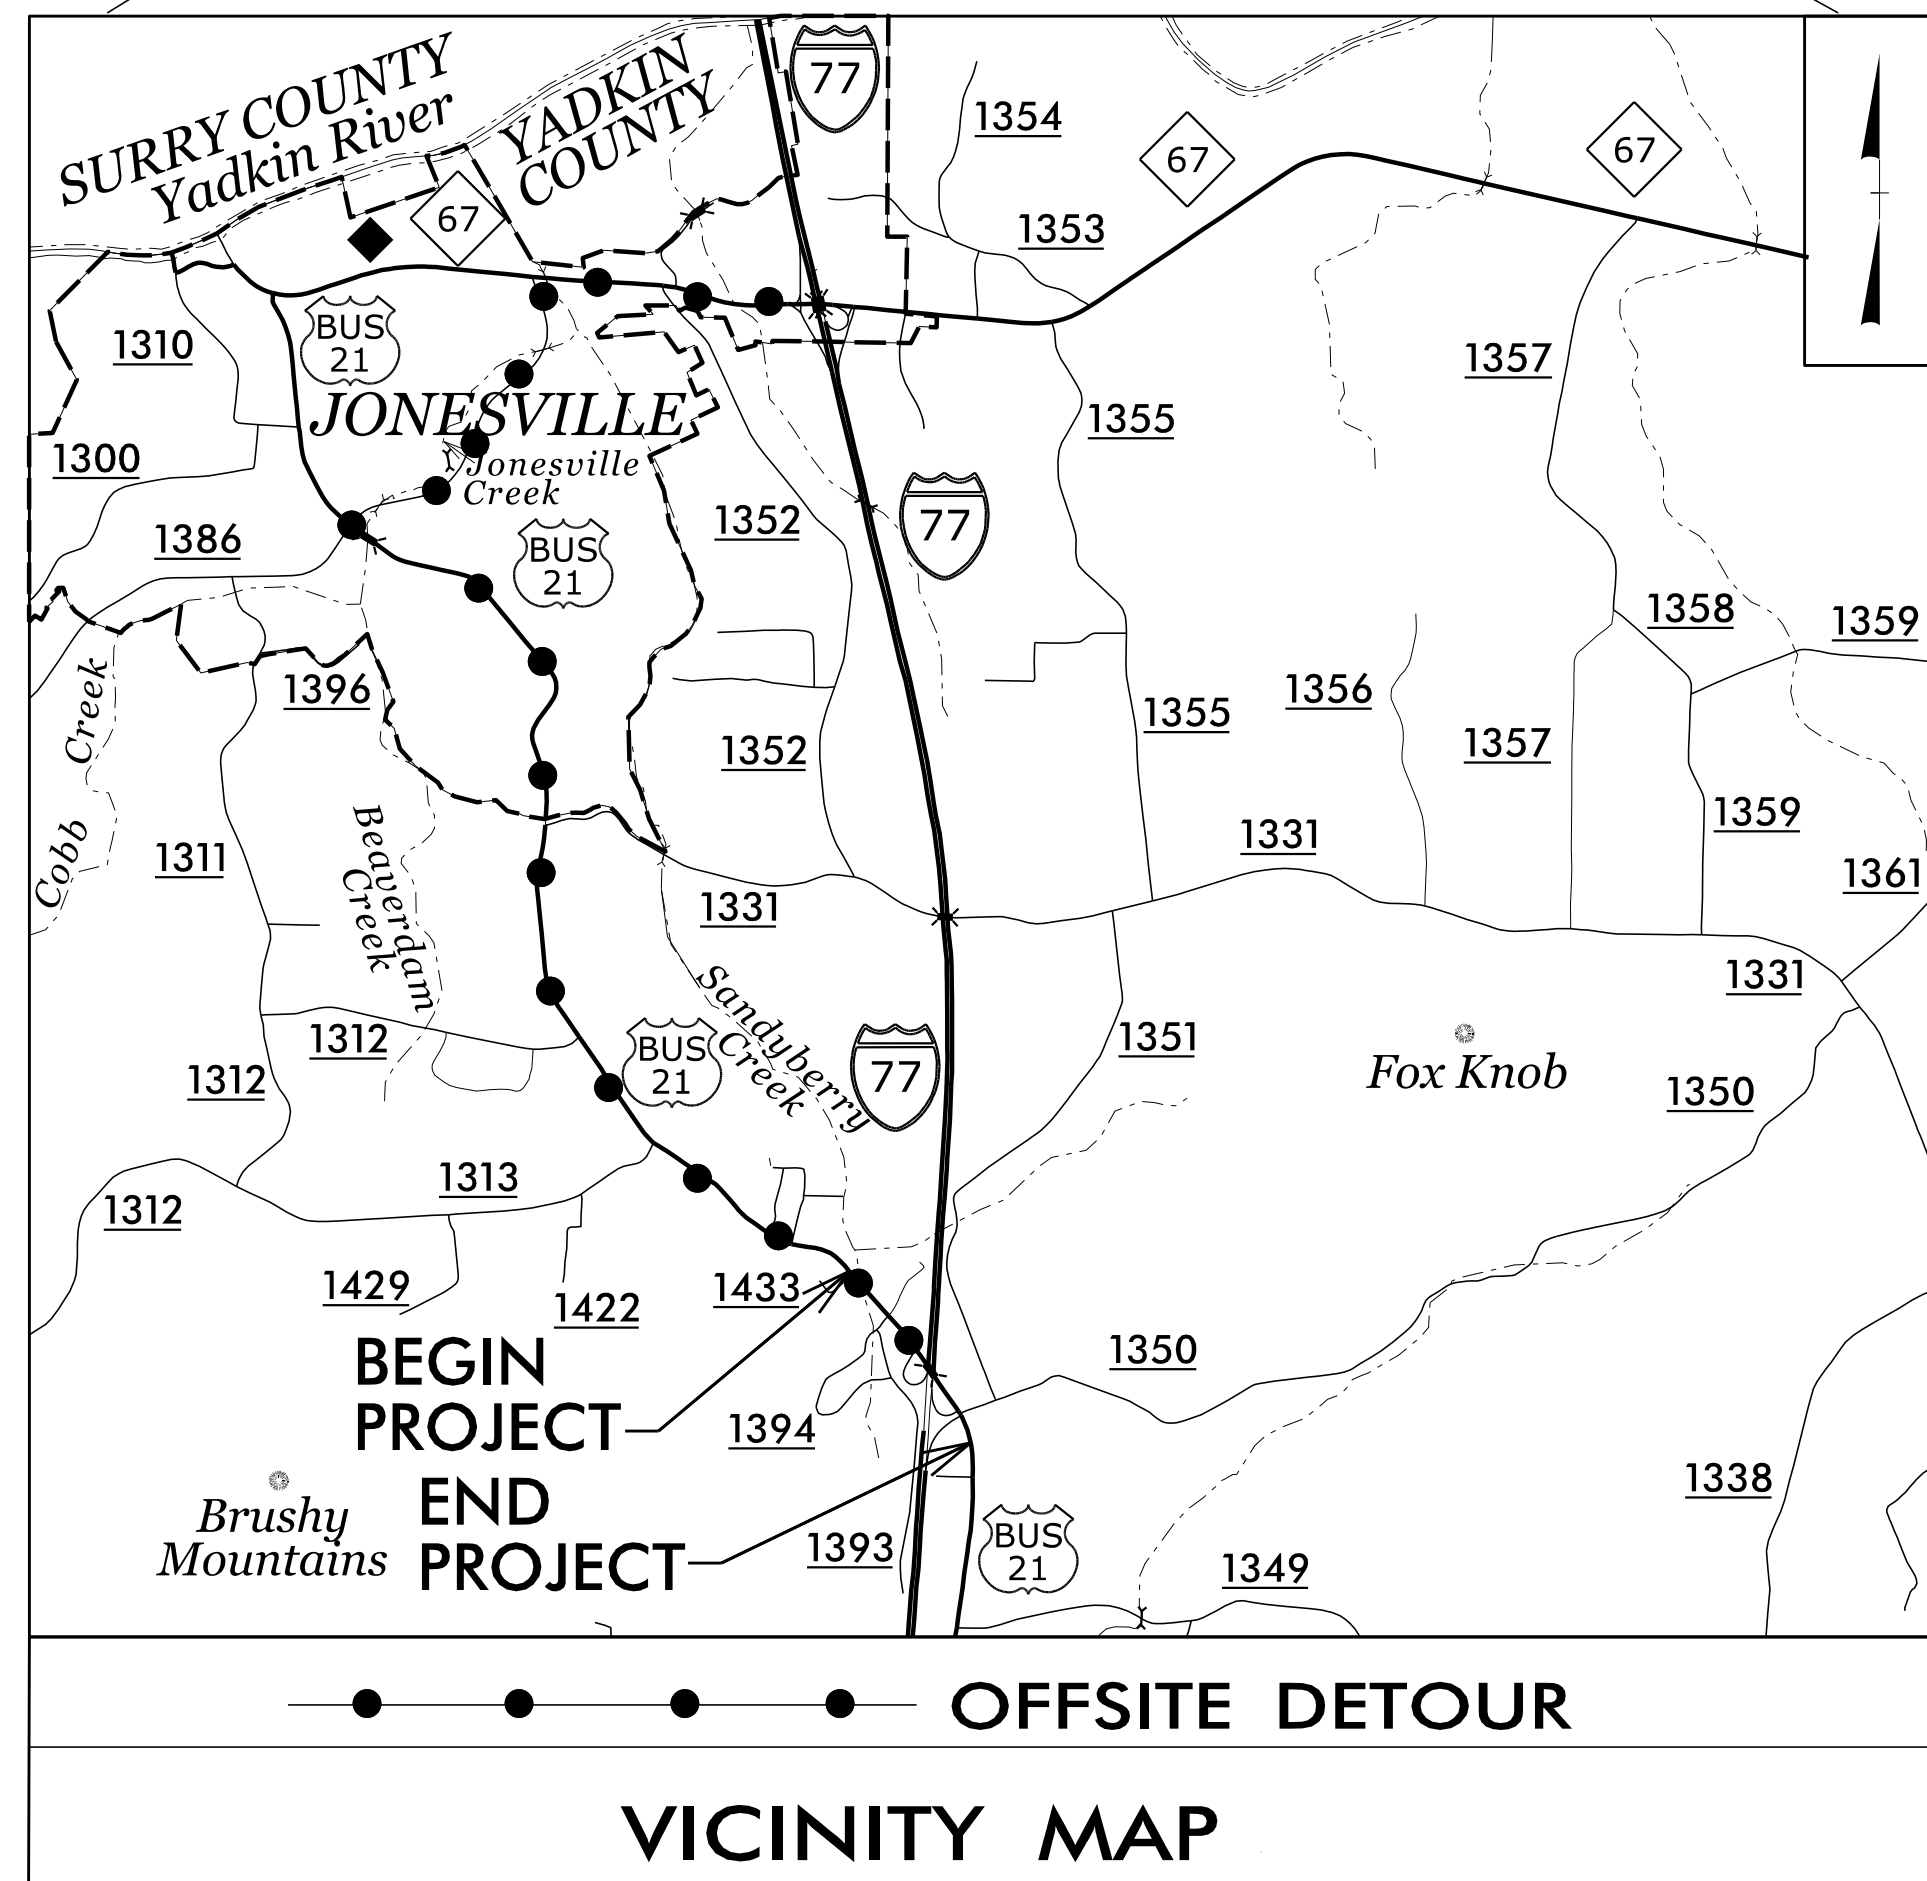 SURRY COUNTY
Yadkin River
YADKIN
COUNTY
77
1354
67
67
67
1353
1310
BUS
21
1357
JONESVILLE
1355
1300
Jonesville
Creek
1352
77
1386
BUS
21
1358
1359
1396
1356
1355
Cobb Creek
1352
1357
1359
Beaverdam
Creek
1311
1331
1361
1331
1331
Sandyberry
Creek
1312
BUS
21
77
1351
Fox Knob
1312
1350
1313
1312
1429
1433
1422
BEGIN
PROJECT
1350
1394
1338
Brushy
Mountains
END
PROJECT
1393
BUS
21
1349
OFFSITE DETOUR
VICINITY MAP